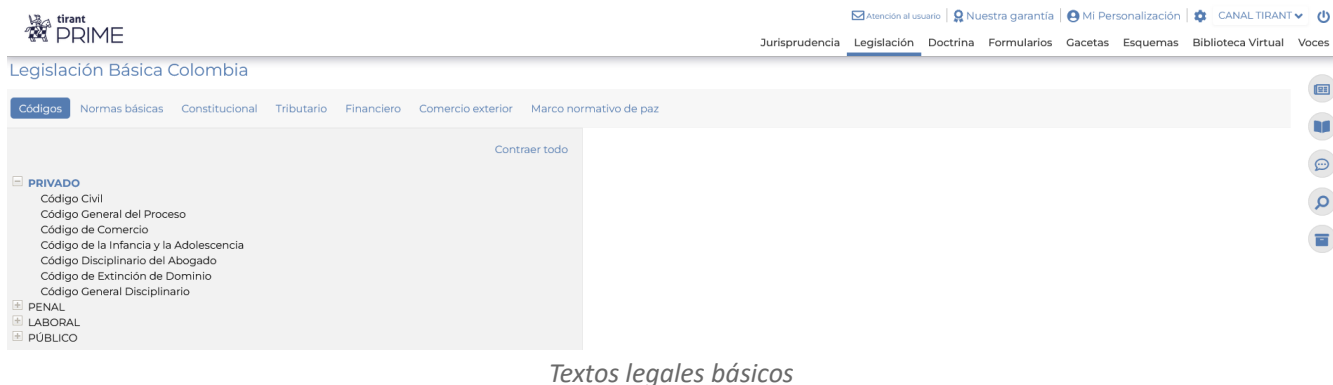 tirant
PRIME
Atención al usuario Nuestra garantía Mi Personalización CANAL TIRANT
Jurisprudencia Legislación Doctrina Formularios Gacetas Esquemas Biblioteca Virtual Voces
Legislación Básica Colombia
Códigos Normas básicas Constitucional Tributario Financiero Comercio exterior Marco normativo de paz
Contraer todo
PRIVADO
Código Civil
Código General del Proceso
Código de Comercio
Código de la Infancia y la Adolescencia
Código Disciplinario del Abogado
Código de Extinción de Dominio
Código General Disciplinario
PENAL
LABORAL
PÚBLICO
Textos legales básicos